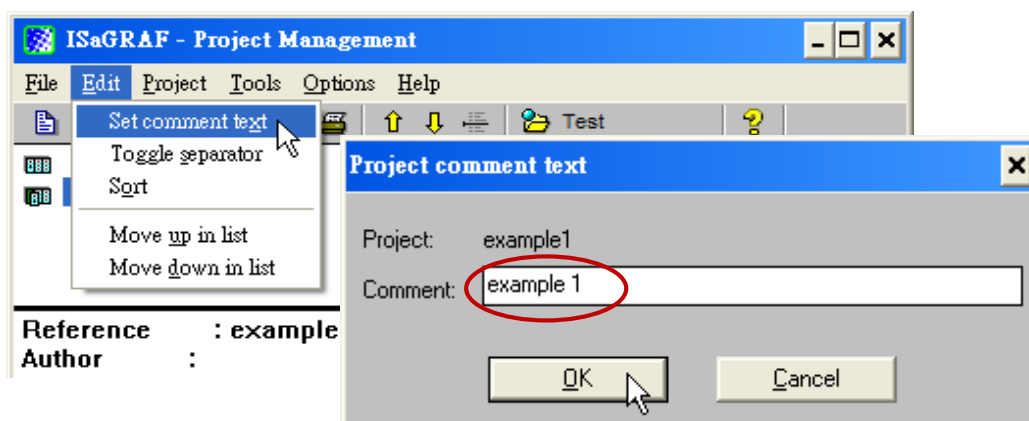 ISaGRAF - Project Management
File Edit Project Tools Options Help
Set comment text
Test
Toggle separator
Sort
Move up in list
Move down in list
Reference : example
Author :
Project comment text
Project: example1
Comment: example 1
OK Cancel